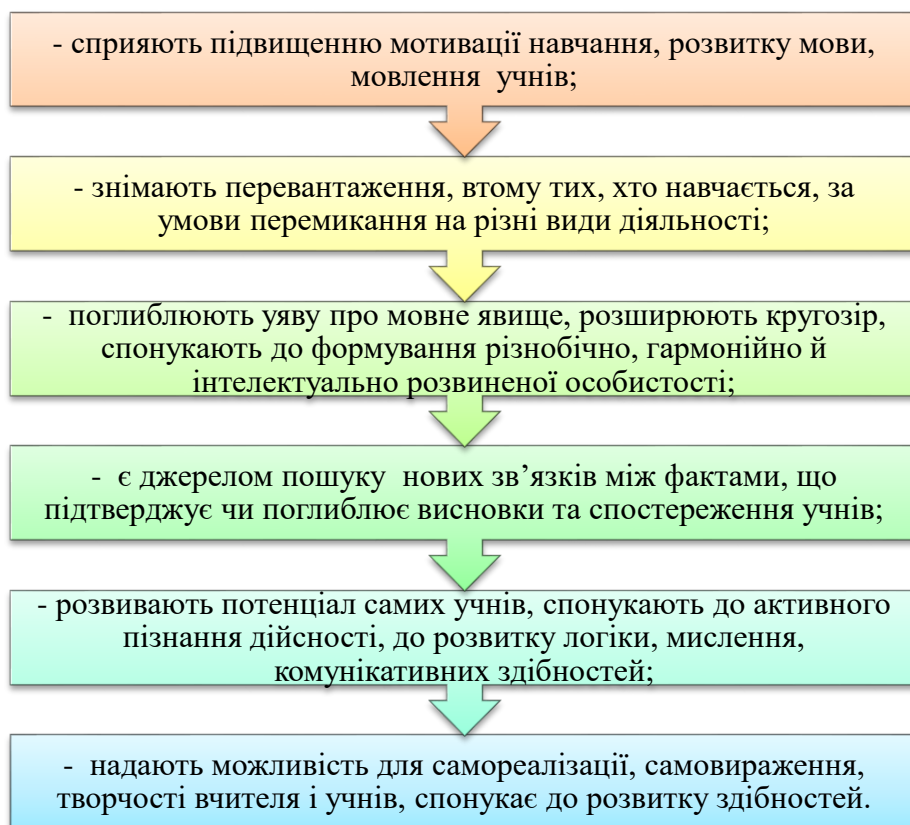 - сприяють підвищенню мотивації навчання, розвитку мови,
мовлення учнів;
- знімають перевантаження, втому тих, хто навчається, за
умови перемикання на різні види діяльності;
- поглиблюють уяву про мовне явище, розширюють кругозір,
спонукають до формування різнобічно, гармонійно й
інтелектуально розвиненої особистості;
- є джерелом пошуку нових зв’язків між фактами, що
підтверджує чи поглиблює висновки та спостереження учнів;
- розвивають потенціал самих учнів, спонукають до активного
пізнання дійсності, до розвитку логіки, мислення,
комунікативних здібностей;
- надають можливість для самореалізації, самовираження,
творчості вчителя і учнів, спонукає до розвитку здібностей.